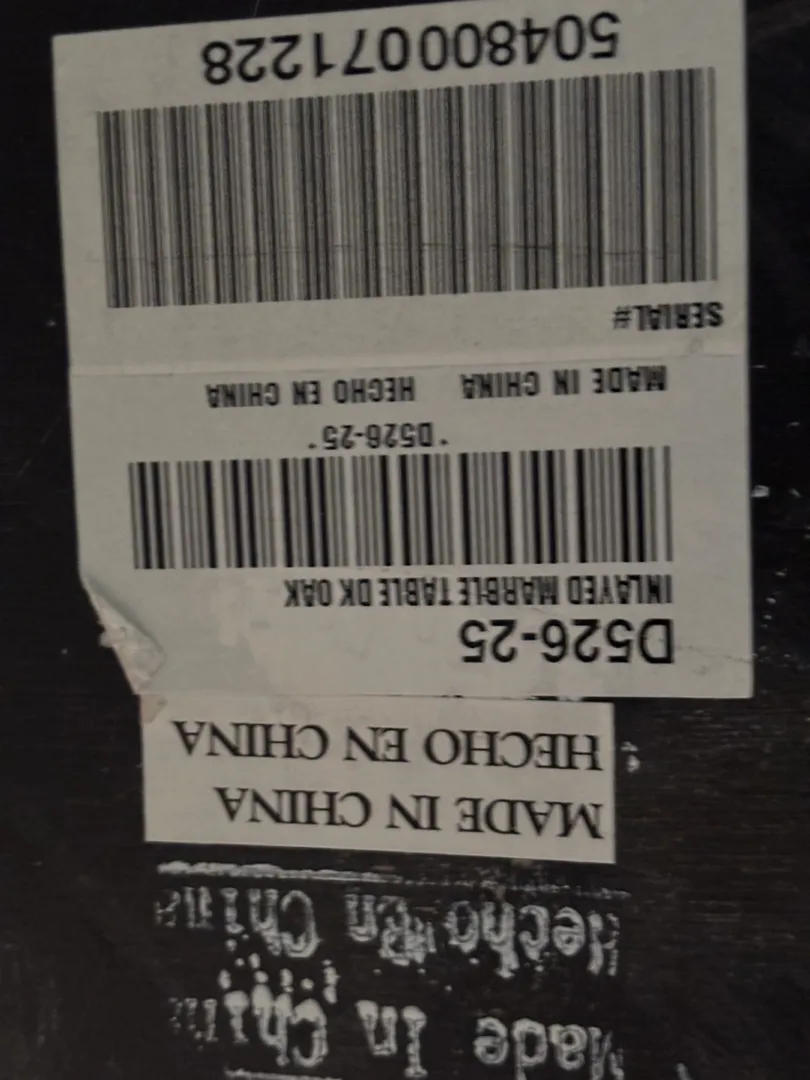 Made In China
Hecho En China
MADE IN CHINA
HECHO EN CHINA
D526-25
INLAYED MARBLE TABLE DK OAK
*D526-25*
MADE IN CHINA HECHO EN CHINA
SERIAL#
504800071228